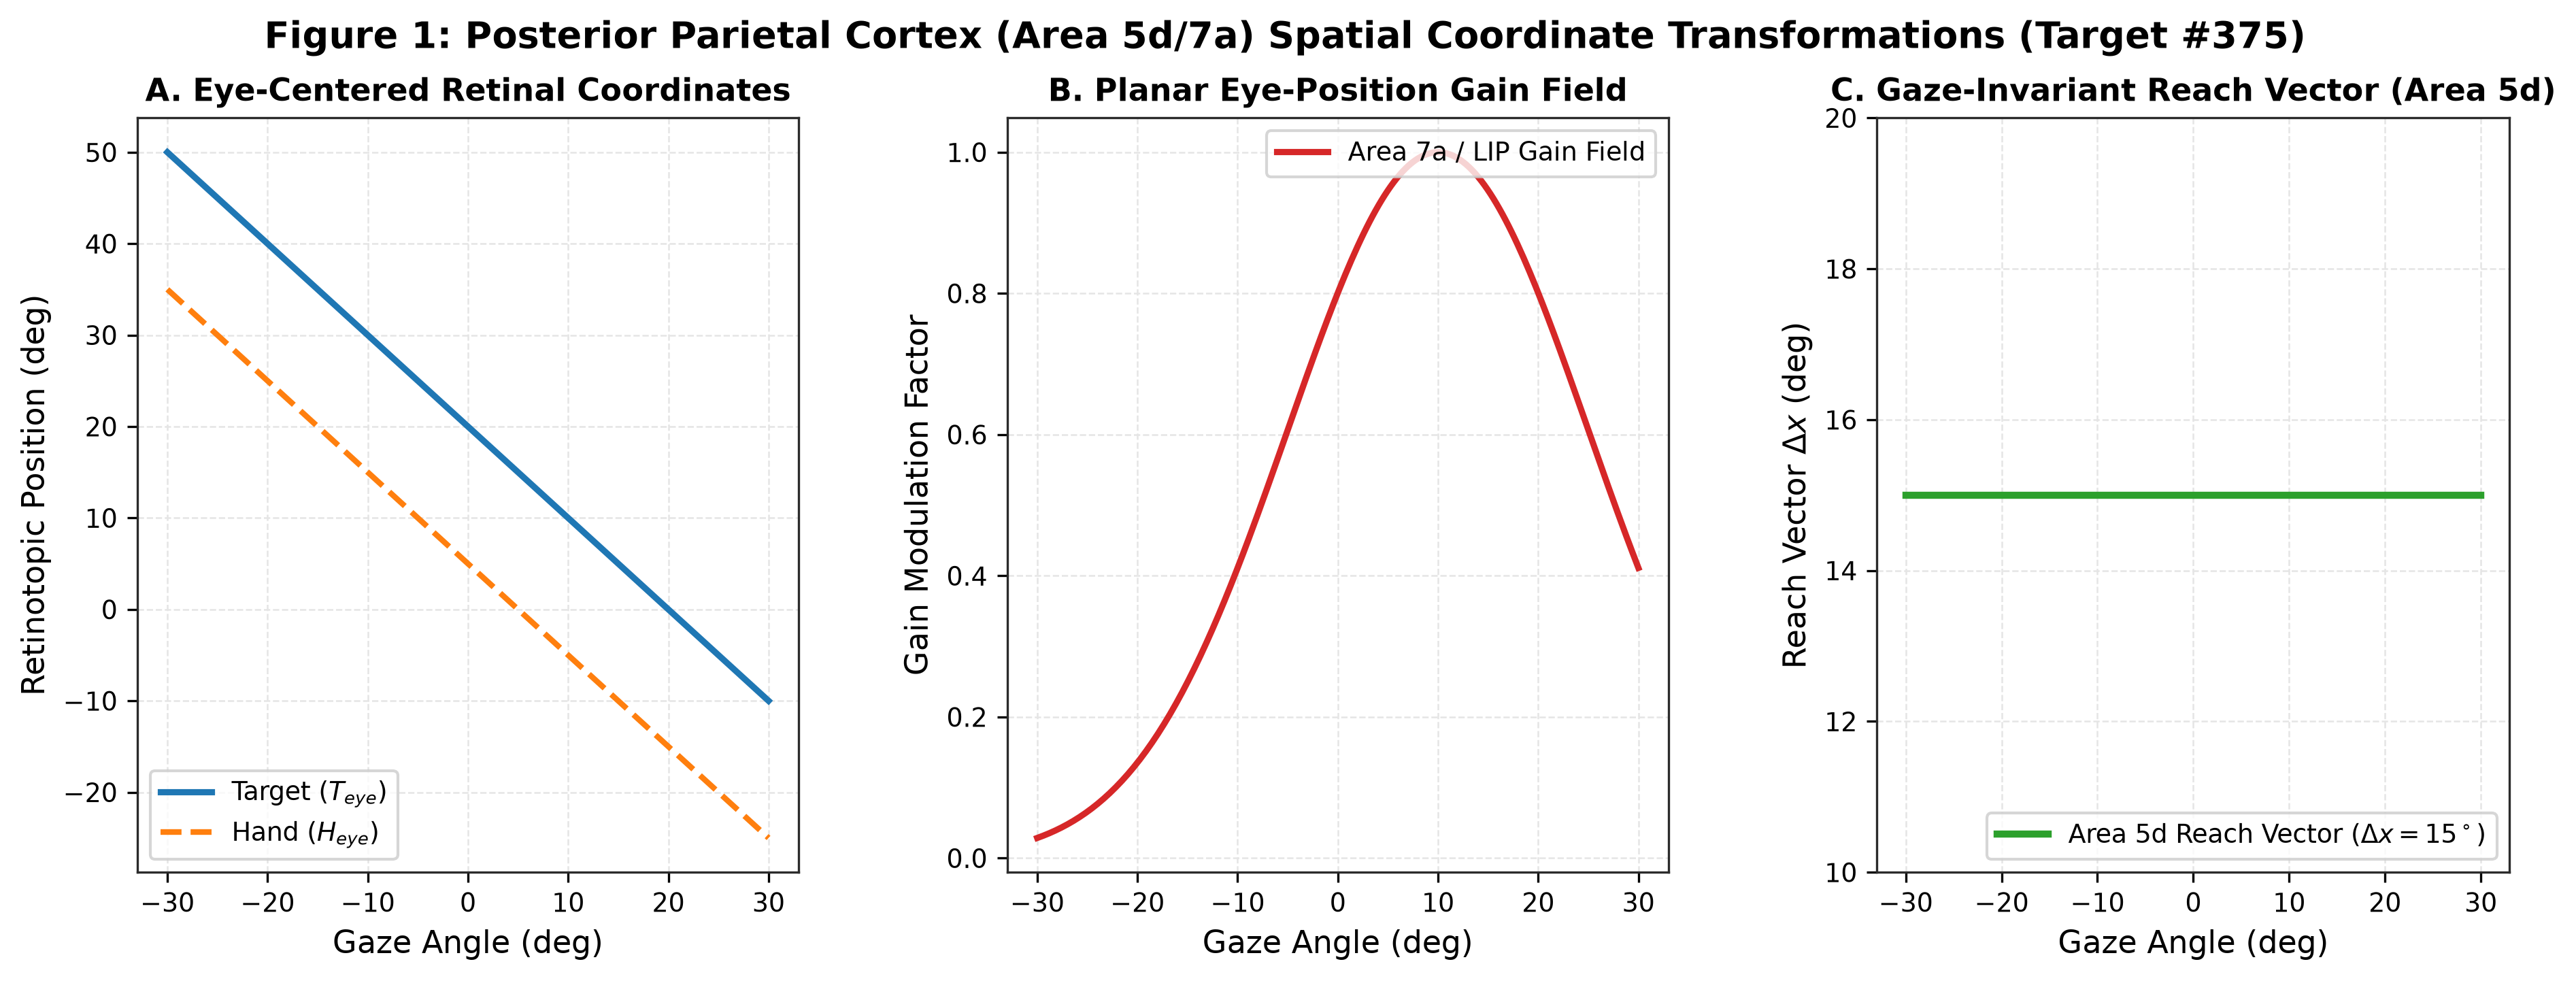 Figure 1: Posterior Parietal Cortex (Area 5d/7a) Spatial Coordinate Transformations (Target #375)
A. Eye-Centered Retinal Coordinates
Retinotopic Position (deg)
50
40
30
20
10
0
−10
−20
Target (T_eye)
Hand (H_eye)
−30 −20 −10 0 10 20 30
Gaze Angle (deg)
B. Planar Eye-Position Gain Field
Gain Modulation Factor
1.0
0.8
0.6
0.4
0.2
0.0
Area 7a / LIP Gain Field
−30 −20 −10 0 10 20 30
Gaze Angle (deg)
C. Gaze-Invariant Reach Vector (Area 5d)
Reach Vector Δx (deg)
20
18
16
14
12
10
Area 5d Reach Vector (Δx = 15°)
−30 −20 −10 0 10 20 30
Gaze Angle (deg)